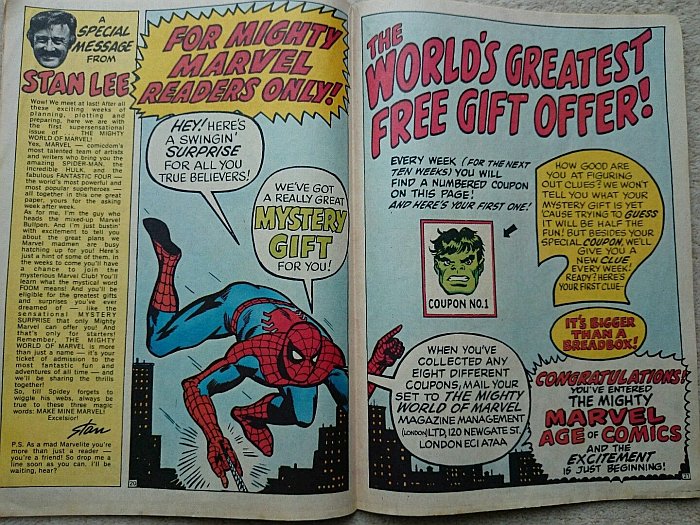 A
SPECIAL
MESSAGE
FROM
STAN LEE
Wow! We meet at last! After all
these exciting weeks of
planning, plotting and
preparing, here we are with
the first supersensational
issue of — THE MIGHTY
WORLD OF MARVEL!
Yes, MARVEL — comicdom's
most talented team of artists
and writers who bring you the
amazing SPIDER-MAN, the
incredible HULK, and the
fabulous FANTASTIC FOUR —
the world's most powerful and
most popular superheroes —
all together in this one great
paper, yours for the asking
week after week.
As for me, I'm the guy who
heads the mixed-up Marvel
Bullpen. And I'm just bustin'
with excitement to tell you
about the great plans we
Marvel madmen are busy
hatching up for you! Here's
just a hint of some of them. In
the weeks to come you'll have
a chance to join the
mysterious Marvel Club! You'll
learn what the mystical word
FOOM means! And you'll be
eligible for the greatest gifts
and surprises you've ever
dreamed of — like the
sensational MYSTERY
SURPRISE that only Mighty
Marvel can offer you! And
that's only for starters!
Remember, THE MIGHTY
WORLD OF MARVEL is more
than just a name — it's your
ticket of admission to the
most fantastic fun and
adventures of all time — and
we'll be sharing the thrills
together!
So, till Spidey forgets to
wiggle his webs, always be
true to these three magic
words: MAKE MINE MARVEL!
Excelsior!
Stan
P.S. As a mad Marvelite you're
more than just a reader —
you're a friend! So drop me a
line soon as you can. I'll be
waiting, hear?
FOR MIGHTY
MARVEL
READERS ONLY!
HEY! HERE'S
A SWINGIN'
SURPRISE
FOR ALL YOU
TRUE BELIEVERS!
WE'VE GOT
A REALLY GREAT
MYSTERY
GIFT
FOR YOU!
20
THE
WORLD'S GREATEST
FREE GIFT OFFER!
EVERY WEEK (FOR THE NEXT
TEN WEEKS) YOU WILL
FIND A NUMBERED COUPON
ON THIS PAGE!
AND HERE'S YOUR FIRST ONE!
COUPON NO.1
HOW GOOD ARE
YOU AT FIGURING
OUT CLUES? WE WON'T
TELL YOU WHAT YOUR
MYSTERY GIFT IS YET
'CAUSE TRYING TO GUESS
IT WILL BE HALF THE
FUN! BUT BESIDES YOUR
SPECIAL COUPON, WE'LL
GIVE YOU A
NEW CLUE
EVERY WEEK!
READY? HERE'S
YOUR FIRST CLUE-
IT'S BIGGER
THAN A
BREADBOX!
WHEN YOU'VE
COLLECTED ANY
EIGHT DIFFERENT
COUPONS, MAIL YOUR
SET TO THE MIGHTY
WORLD OF MARVEL
MAGAZINE MANAGEMENT
(LONDON) LTD, 120 NEWGATE ST,
LONDON EC1 A7AA
CONGRATULATIONS!
YOU'VE ENTERED
THE MIGHTY
MARVEL
AGE OF COMICS
AND THE
EXCITEMENT
IS JUST BEGINNING!
21